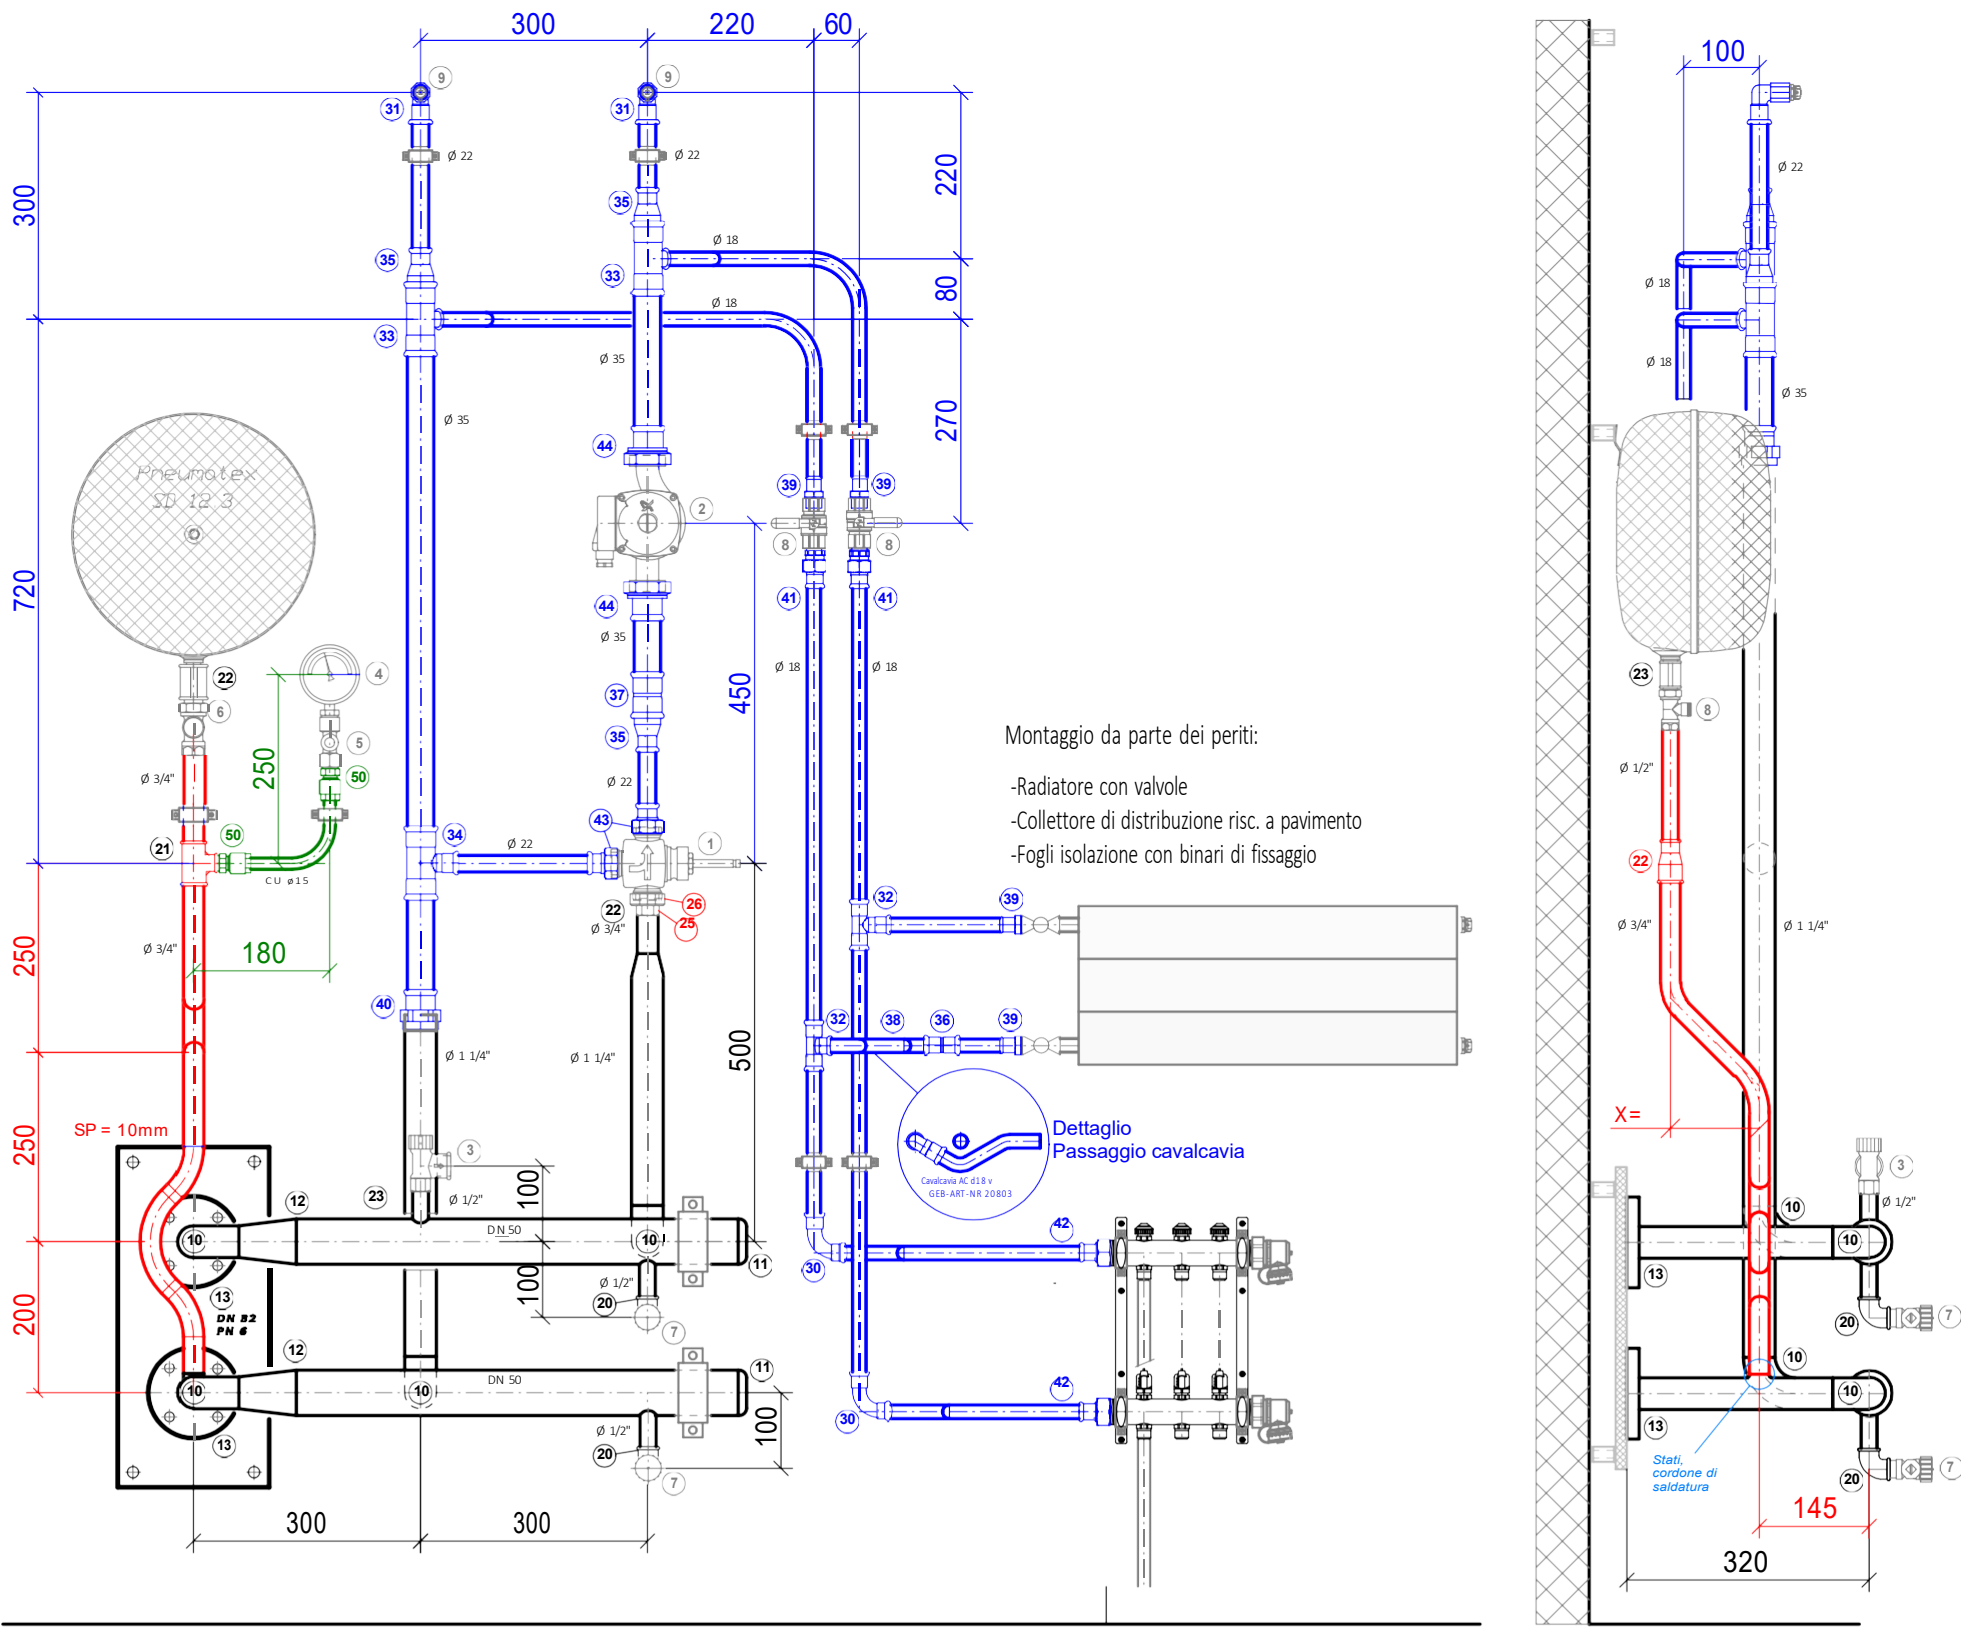 300
220
60
100
9
9
31
31
Ø 22
Ø 22
Ø 22
220
300
35
35
Ø 18
Ø 18
33
33
80
Ø 18
Ø 18
Ø 35
Ø 35
Ø 35
270
44
Pneumatex
SD 12.3
39
39
2
8
8
720
44
41
41
Ø 35
Ø 18
Ø 18
22
4
23
6
37
8
450
35
5
250
50
Ø 3/4"
Ø 22
Ø 1/2"
Montaggio da parte dei periti:
-Radiatore con valvole
-Collettore di distribuzione risc. a pavimento
-Fogli isolazione con binari di fissaggio
43
21
50
34
Ø 22
1
22
CU ø15
32
39
26
22
25
Ø 3/4"
Ø 3/4"
Ø 3/4"
Ø 1 1/4"
250
180
40
32
38
36
39
500
Ø 1 1/4"
Ø 1 1/4"
X=
SP = 10mm
250
Dettaglio
Passaggio cavalcavia
Cavalcavia AC d18 v
GEB-ART-NR 20803
3
3
12
23
Ø 1/2"
100
Ø 1/2"
10
DN 50
10
10
10
42
11
30
13
13
Ø 1/2"
100
20
20
7
7
DN 32
PN 6
200
12
11
10
10
DN 50
10
10
42
30
13
13
Ø 1/2"
100
20
20
7
7
Stati,
cordone di
saldatura
145
300
300
320